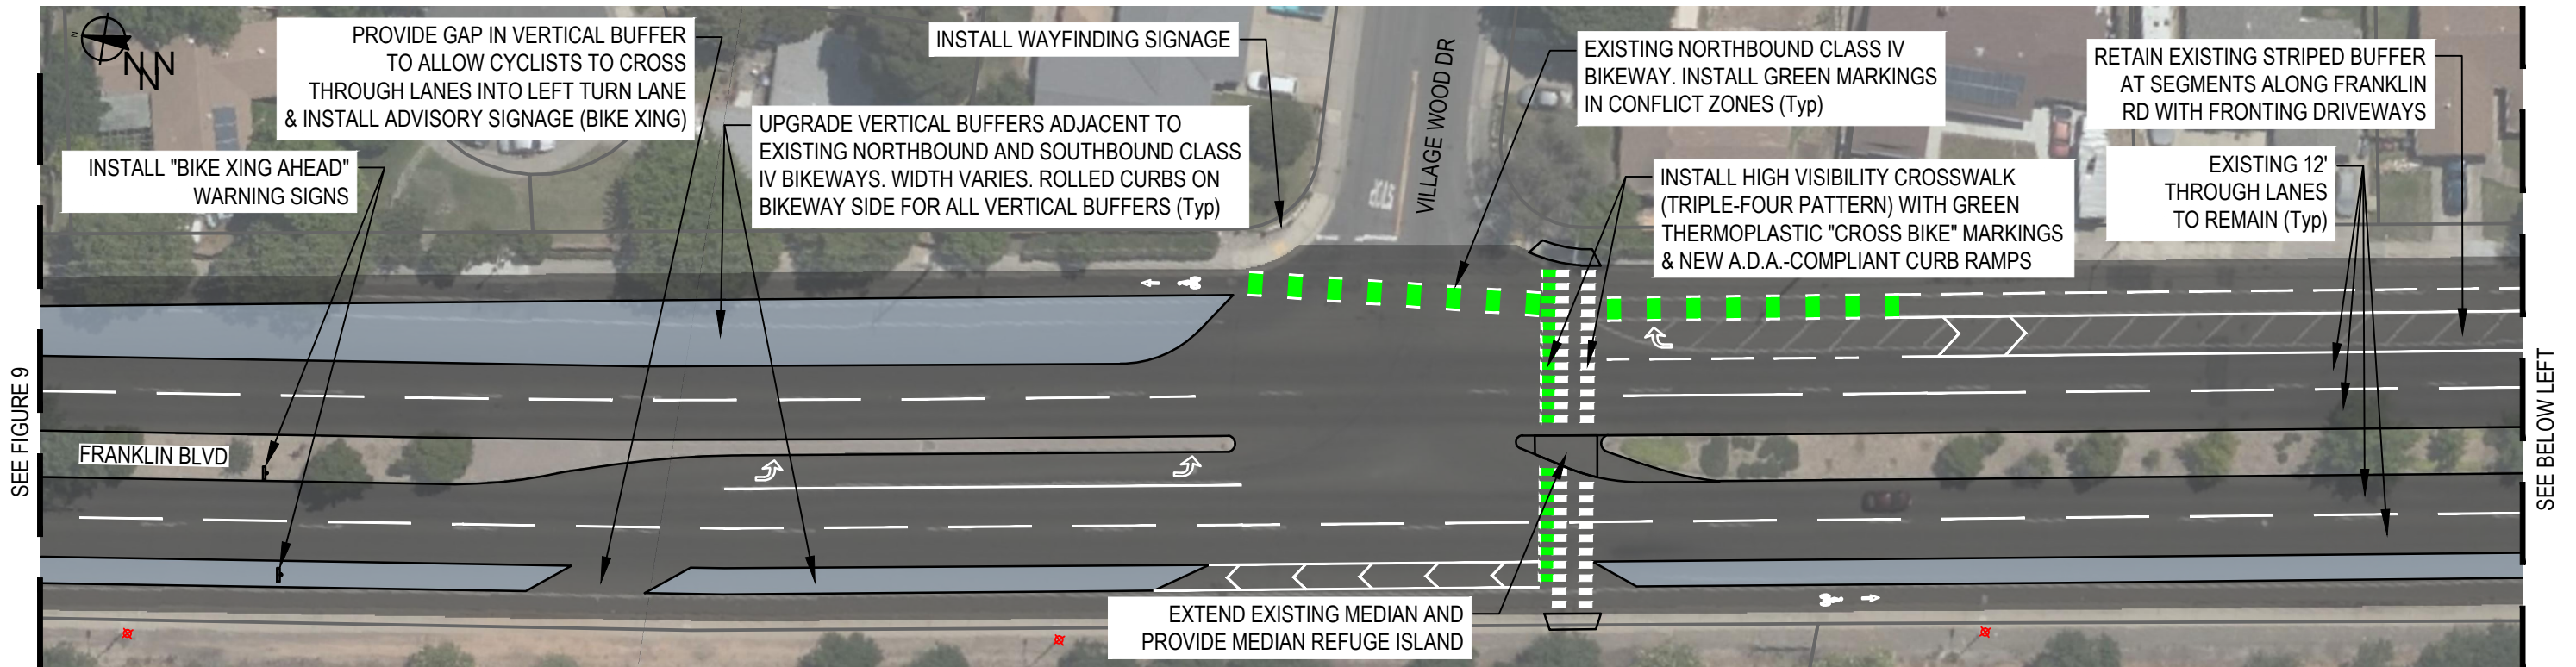 N
NN
PROVIDE GAP IN VERTICAL BUFFER
TO ALLOW CYCLISTS TO CROSS
THROUGH LANES INTO LEFT TURN LANE
& INSTALL ADVISORY SIGNAGE (BIKE XING)
INSTALL WAYFINDING SIGNAGE
EXISTING NORTHBOUND CLASS IV
BIKEWAY. INSTALL GREEN MARKINGS
IN CONFLICT ZONES (Typ)
RETAIN EXISTING STRIPED BUFFER
AT SEGMENTS ALONG FRANKLIN
RD WITH FRONTING DRIVEWAYS
INSTALL "BIKE XING AHEAD"
WARNING SIGNS
UPGRADE VERTICAL BUFFERS ADJACENT TO
EXISTING NORTHBOUND AND SOUTHBOUND CLASS
IV BIKEWAYS. WIDTH VARIES. ROLLED CURBS ON
BIKEWAY SIDE FOR ALL VERTICAL BUFFERS (Typ)
VILLAGE WOOD DR
STOP
INSTALL HIGH VISIBILITY CROSSWALK
(TRIPLE-FOUR PATTERN) WITH GREEN
THERMOPLASTIC "CROSS BIKE" MARKINGS
& NEW A.D.A.-COMPLIANT CURB RAMPS
EXISTING 12'
THROUGH LANES
TO REMAIN (Typ)
SEE FIGURE 9
FRANKLIN BLVD
SEE BELOW LEFT
EXTEND EXISTING MEDIAN AND
PROVIDE MEDIAN REFUGE ISLAND